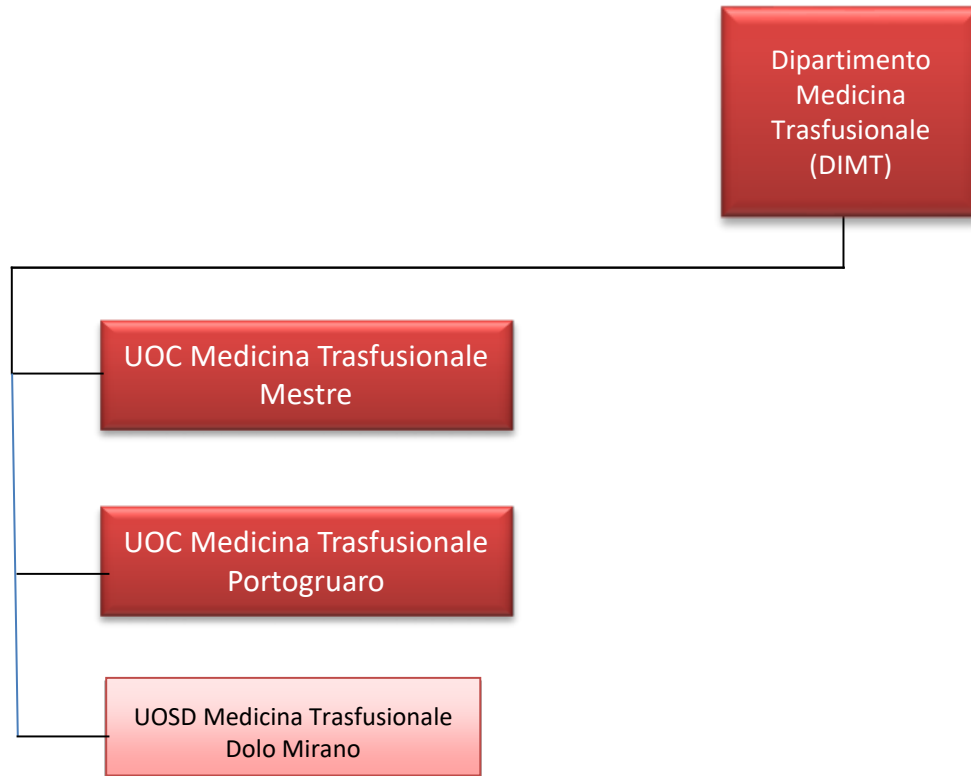 Dipartimento
Medicina
Trasfusionale
(DIMT)
UOC Medicina Trasfusionale
Mestre
UOC Medicina Trasfusionale
Portogruaro
UOSD Medicina Trasfusionale
Dolo Mirano